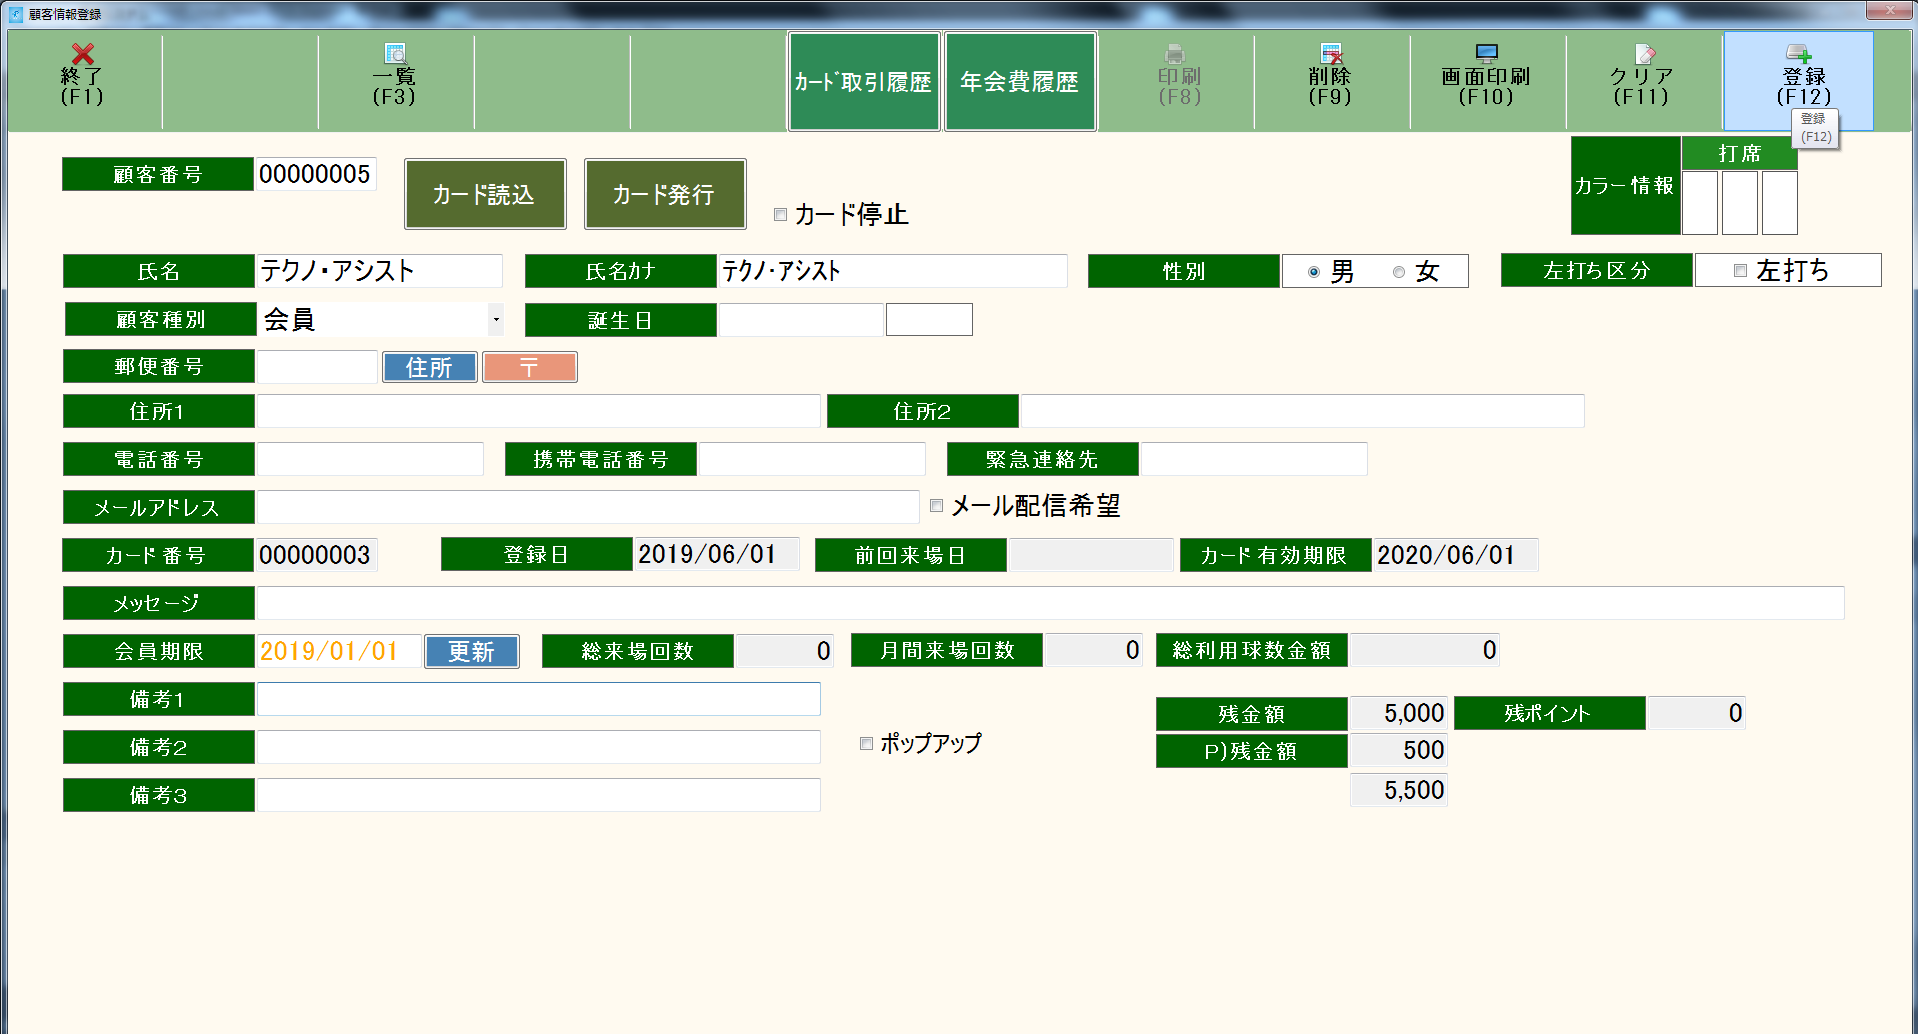 顧客情報登録
終了
(F1)
一覧
(F3)
カード取引履歴
年会費履歴
印刷
(F8)
削除
(F9)
画面印刷
(F10)
クリア
(F11)
登録
(F12)
登録
(F12)
顧客番号 00000005
カード読込
カード発行
カード停止
カラー情報
打席
氏名 テクノ・アシスト
氏名カナ テクノ・アシスト
性別 男 女
左打ち区分 左打ち
顧客種別 会員
誕生日
郵便番号 住所 〒
住所1
住所2
電話番号
携帯電話番号
緊急連絡先
メールアドレス
メール配信希望
カード番号 00000003
登録日 2019/06/01
前回来場日
カード有効期限 2020/06/01
メッセージ
会員期限 2019/01/01 更新
総来場回数 0
月間来場回数 0
総利用球数金額 0
備考1
備考2
備考3
ポップアップ
残金額 5,000
残ポイント 0
P)残金額 500
5,500